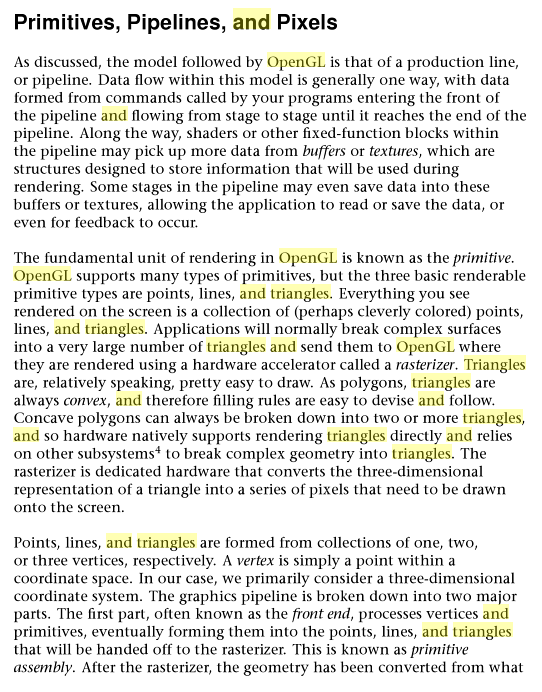 Primitives, Pipelines, and Pixels
As discussed, the model followed by OpenGL is that of a production line,
or pipeline. Data flow within this model is generally one way, with data
formed from commands called by your programs entering the front of
the pipeline and flowing from stage to stage until it reaches the end of the
pipeline. Along the way, shaders or other fixed-function blocks within
the pipeline may pick up more data from buffers or textures, which are
structures designed to store information that will be used during
rendering. Some stages in the pipeline may even save data into these
buffers or textures, allowing the application to read or save the data, or
even for feedback to occur.
The fundamental unit of rendering in OpenGL is known as the primitive.
OpenGL supports many types of primitives, but the three basic renderable
primitive types are points, lines, and triangles. Everything you see
rendered on the screen is a collection of (perhaps cleverly colored) points,
lines, and triangles. Applications will normally break complex surfaces
into a very large number of triangles and send them to OpenGL where
they are rendered using a hardware accelerator called a rasterizer. Triangles
are, relatively speaking, pretty easy to draw. As polygons, triangles are
always convex, and therefore filling rules are easy to devise and follow.
Concave polygons can always be broken down into two or more triangles,
and so hardware natively supports rendering triangles directly and relies
on other subsystems⁴ to break complex geometry into triangles. The
rasterizer is dedicated hardware that converts the three-dimensional
representation of a triangle into a series of pixels that need to be drawn
onto the screen.
Points, lines, and triangles are formed from collections of one, two,
or three vertices, respectively. A vertex is simply a point within a
coordinate space. In our case, we primarily consider a three-dimensional
coordinate system. The graphics pipeline is broken down into two major
parts. The first part, often known as the front end, processes vertices and
primitives, eventually forming them into the points, lines, and triangles
that will be handed off to the rasterizer. This is known as primitive
assembly. After the rasterizer, the geometry has been converted from what